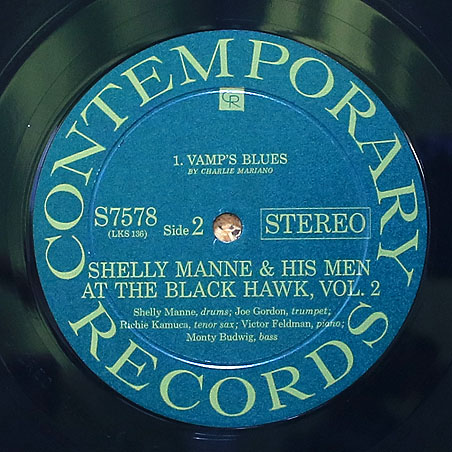 CONTEMPORARY
CR
1. VAMP'S BLUES
BY CHARLIE MARIANO
S7578
(LKS 136)
Side 2
STEREO
SHELLY MANNE & HIS MEN
AT THE BLACK HAWK, VOL. 2
Shelly Manne, drums; Joe Gordon, trumpet;
Richie Kamuca, tenor sax; Victor Feldman, piano;
Monty Budwig, bass
RECORDS